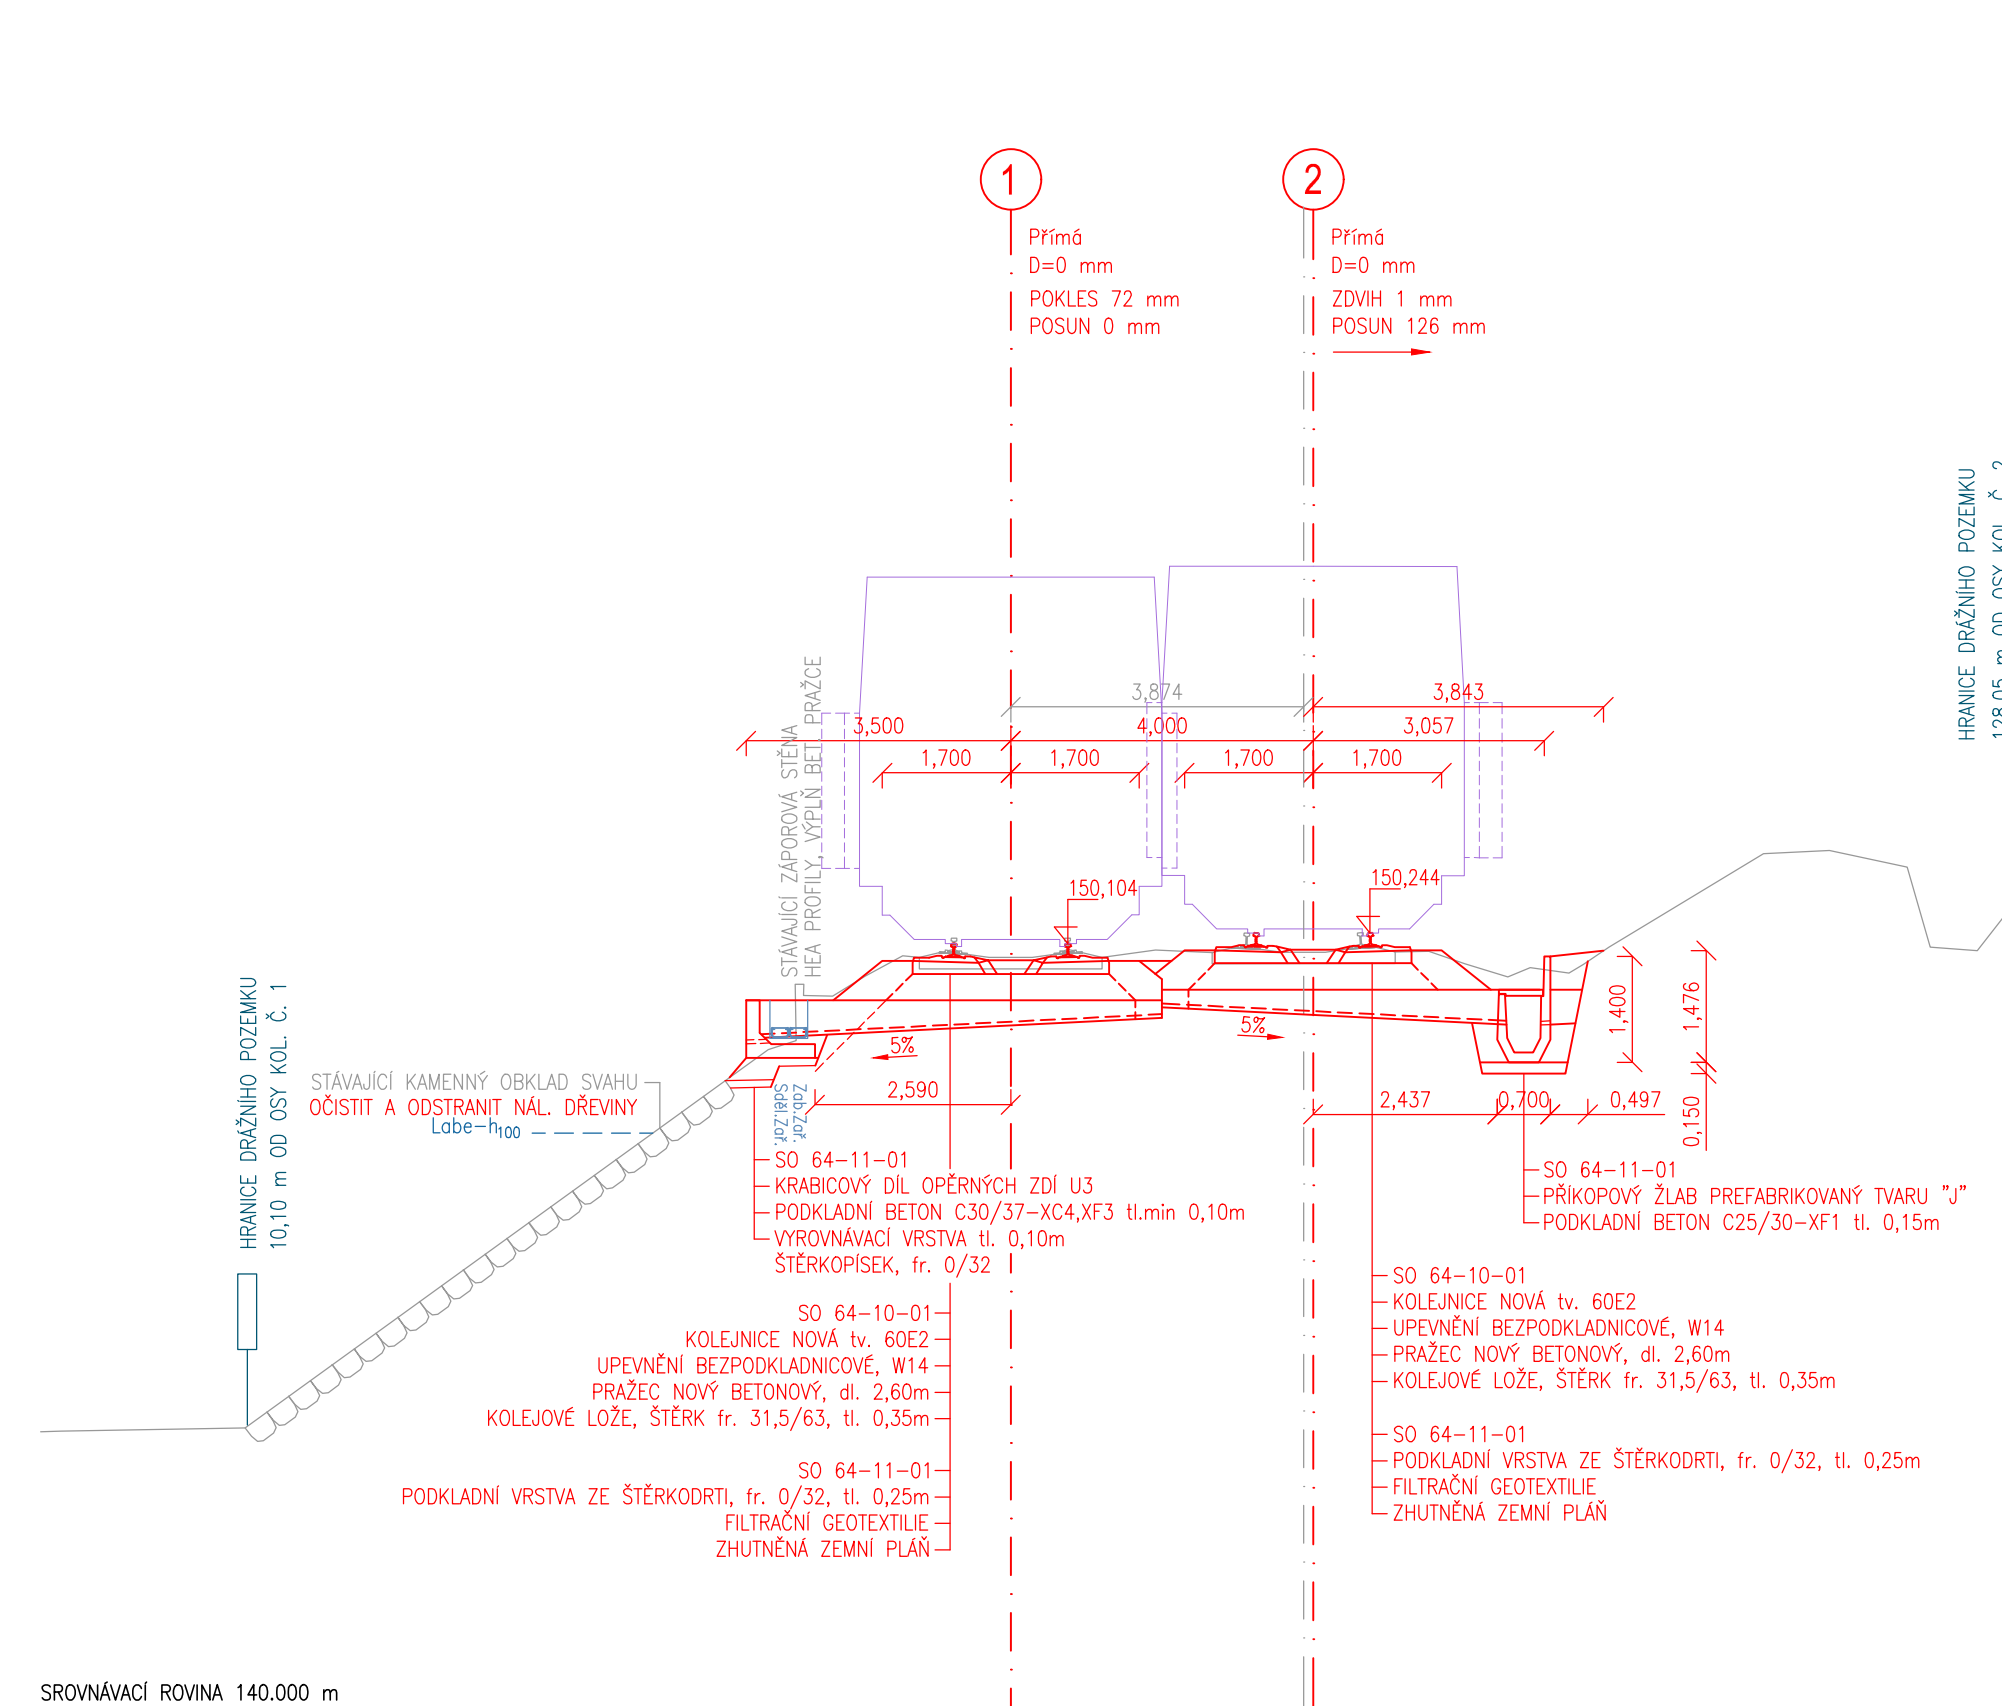 1
2
Přímá
D=0 mm
POKLES 72 mm
POSUN 0 mm
Přímá
D=0 mm
ZDVIH 1 mm
POSUN 126 mm
HRANICE DRÁŽNÍHO POZEMKU
128,05 m OD OSY KOL. Č. 2
3,874
3,843
3,500
4,000
3,057
1,700
1,700
1,700
1,700
STÁVAJÍCÍ ZÁPOROVÁ STĚNA
HEA PROFILY, VÝPLŇ BET. PRAŽCE
150,104
150,244
1,400
1,476
0,150
5%
5%
2,590
2,437
0,700
0,497
HRANICE DRÁŽNÍHO POZEMKU
10,10 m OD OSY KOL. Č. 1
STÁVAJÍCÍ KAMENNÝ OBKLAD SVAHU
OČISTIT A ODSTRANIT NÁL. DŘEVINY
Labe-h100
Zab.Zař.
Sděl.Zař.
SO 64-11-01
KRABICOVÝ DÍL OPĚRNÝCH ZDÍ U3
PODKLADNÍ BETON C30/37-XC4,XF3 tl.min 0,10m
VYROVNÁVACÍ VRSTVA tl. 0,10m
ŠTĚRKOPÍSEK, fr. 0/32
SO 64-11-01
PŘÍKOPOVÝ ŽLAB PREFABRIKOVANÝ TVARU "J"
PODKLADNÍ BETON C25/30-XF1 tl. 0,15m
SO 64-10-01
KOLEJNICE NOVÁ tv. 60E2
UPEVNĚNÍ BEZPODKLADNICOVÉ, W14
PRAŽEC NOVÝ BETONOVÝ, dl. 2,60m
KOLEJOVÉ LOŽE, ŠTĚRK fr. 31,5/63, tl. 0,35m
SO 64-11-01
PODKLADNÍ VRSTVA ZE ŠTĚRKODRTI, fr. 0/32, tl. 0,25m
FILTRAČNÍ GEOTEXTILIE
ZHUTNĚNÁ ZEMNÍ PLÁŇ
SO 64-10-01
KOLEJNICE NOVÁ tv. 60E2
UPEVNĚNÍ BEZPODKLADNICOVÉ, W14
PRAŽEC NOVÝ BETONOVÝ, dl. 2,60m
KOLEJOVÉ LOŽE, ŠTĚRK fr. 31,5/63, tl. 0,35m
SO 64-11-01
PODKLADNÍ VRSTVA ZE ŠTĚRKODRTI, fr. 0/32, tl. 0,25m
FILTRAČNÍ GEOTEXTILIE
ZHUTNĚNÁ ZEMNÍ PLÁŇ
SROVNÁVACÍ ROVINA 140.000 m